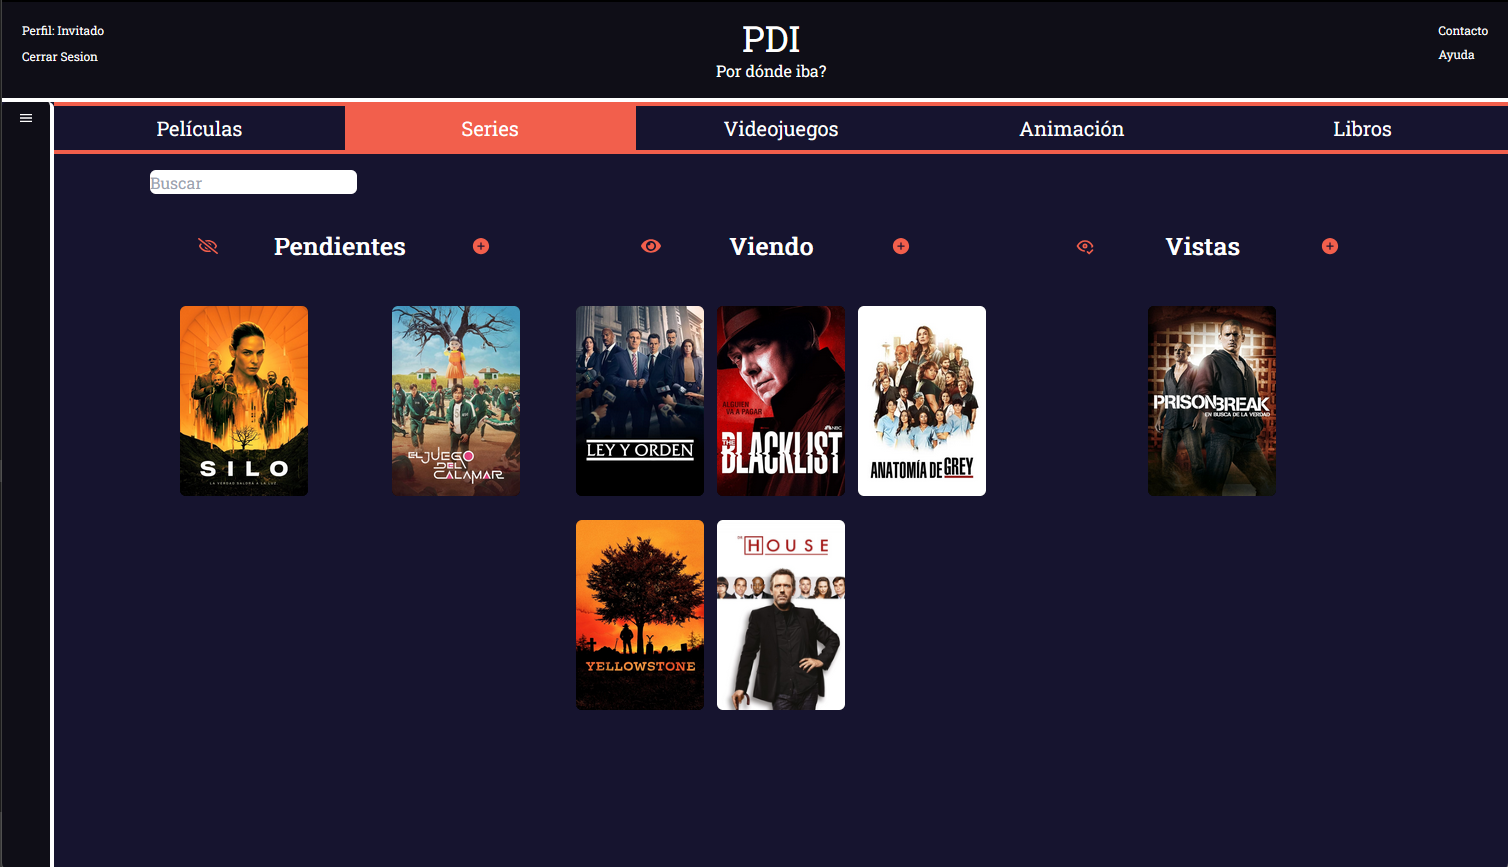 Perfil: Invitado
Cerrar Sesion
PDI
Por dónde iba?
Contacto
Ayuda
Películas
Series
Videojuegos
Animación
Libros
Buscar
Pendientes
Viendo
Vistas
SILO
LA VERDAD SALDRÁ A LA LUZ
EL JUEGO
DEL
CALAMAR
LEY Y ORDEN
ALGUIEN
VA A PAGAR
NBC
THE
BLACKLIST
ANATOMÍA DE GREY
PRISON BREAK
EN BUSCA DE LA VERDAD
YELLOWSTONE
HOUSE